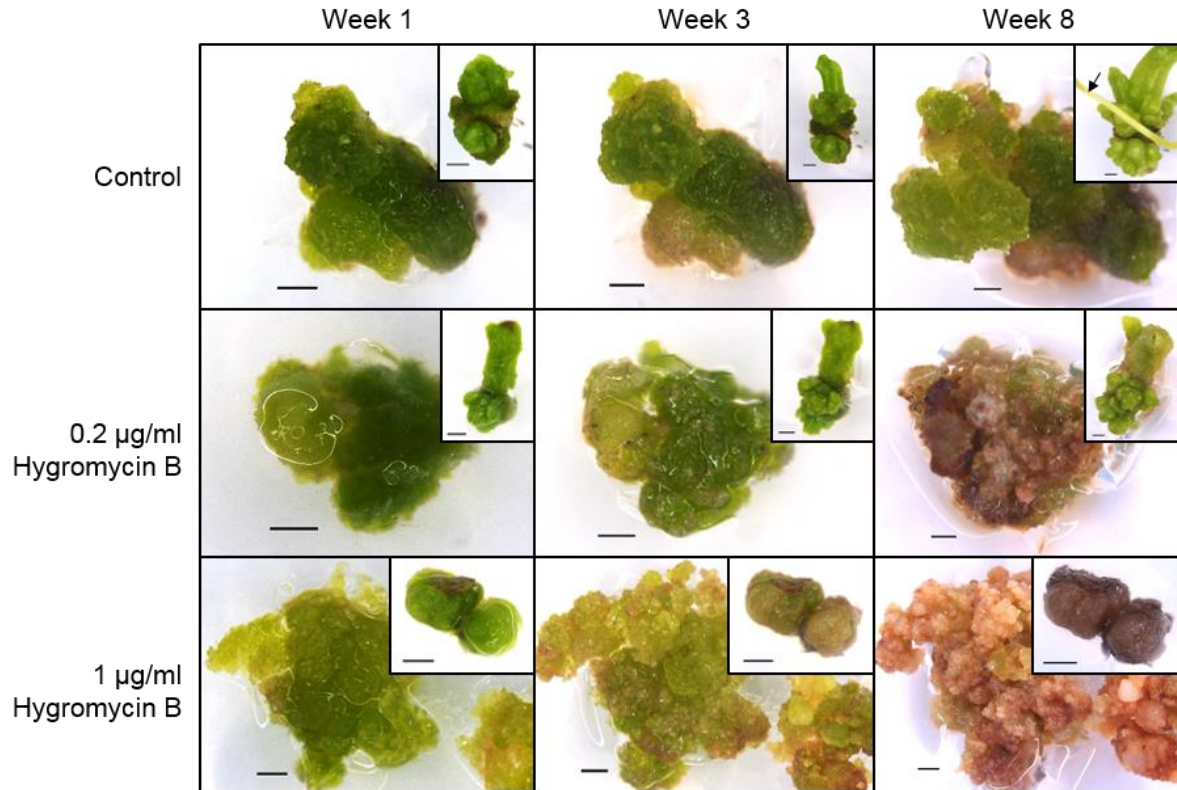 Week 1
Week 3
Week 8
Control
0.2 µg/ml
Hygromycin B
1 µg/ml
Hygromycin B